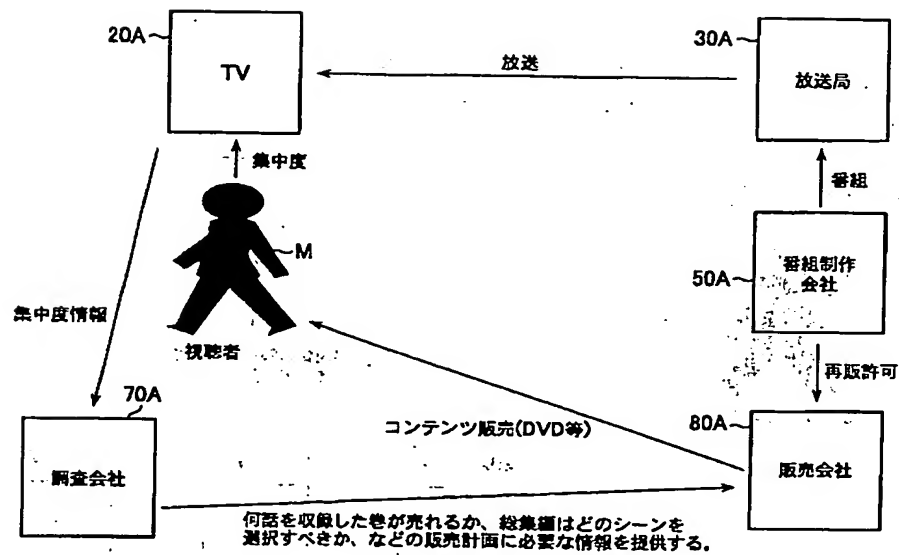 20A
TV
放送
30A
放送局
集中度
番組
M
50A
番組制作
会社
集中度情報
視聴者
再販許可
70A
調査会社
コンテンツ販売(DVD等)
80A
販売会社
何話を収録した巻が売れるか、総集編はどのシーンを
選択すべきか、などの販売計画に必要な情報を提供する。